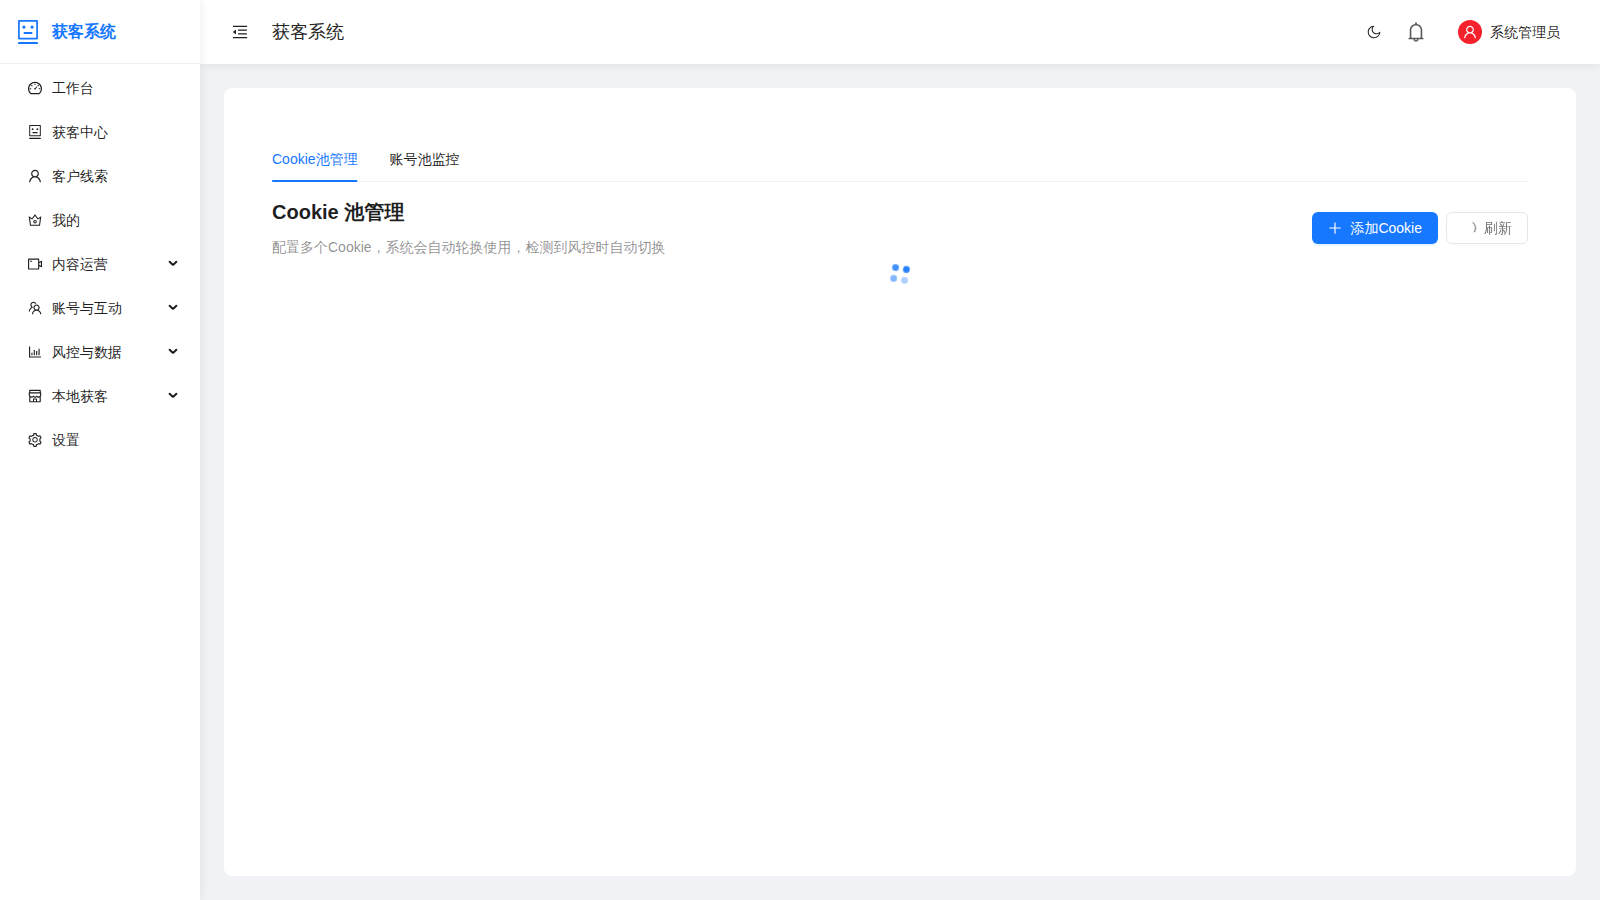 获客系统
获客系统
系统管理员
工作台
获客中心
客户线索
我的
内容运营
账号与互动
风控与数据
本地获客
设置
Cookie池管理
账号池监控
Cookie 池管理
配置多个Cookie，系统会自动轮换使用，检测到风控时自动切换
添加Cookie
刷新